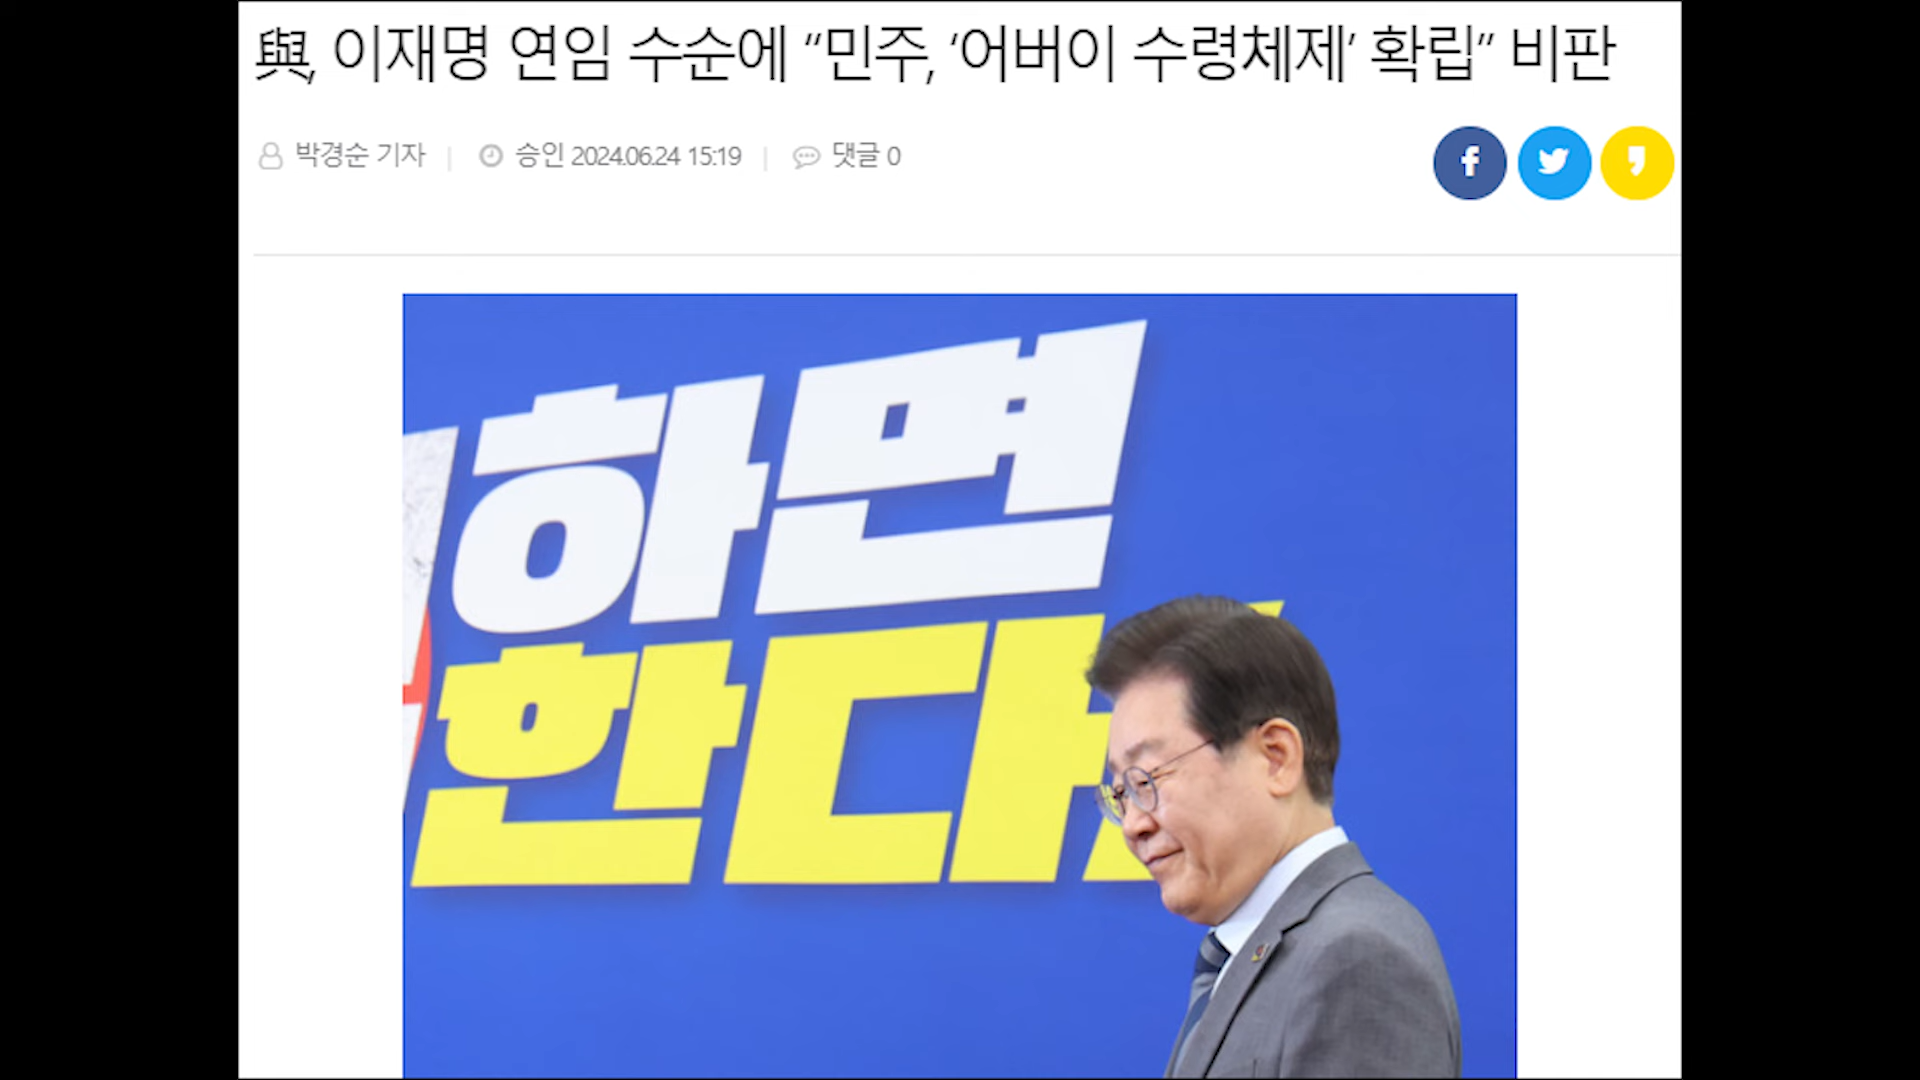 與, 이재명 연임 수순에 “민주, ‘어버이 수령체제’ 확립” 비판
박경순 기자 | 승인 2024.06.24 15:19 | 댓글 0
하면
한다